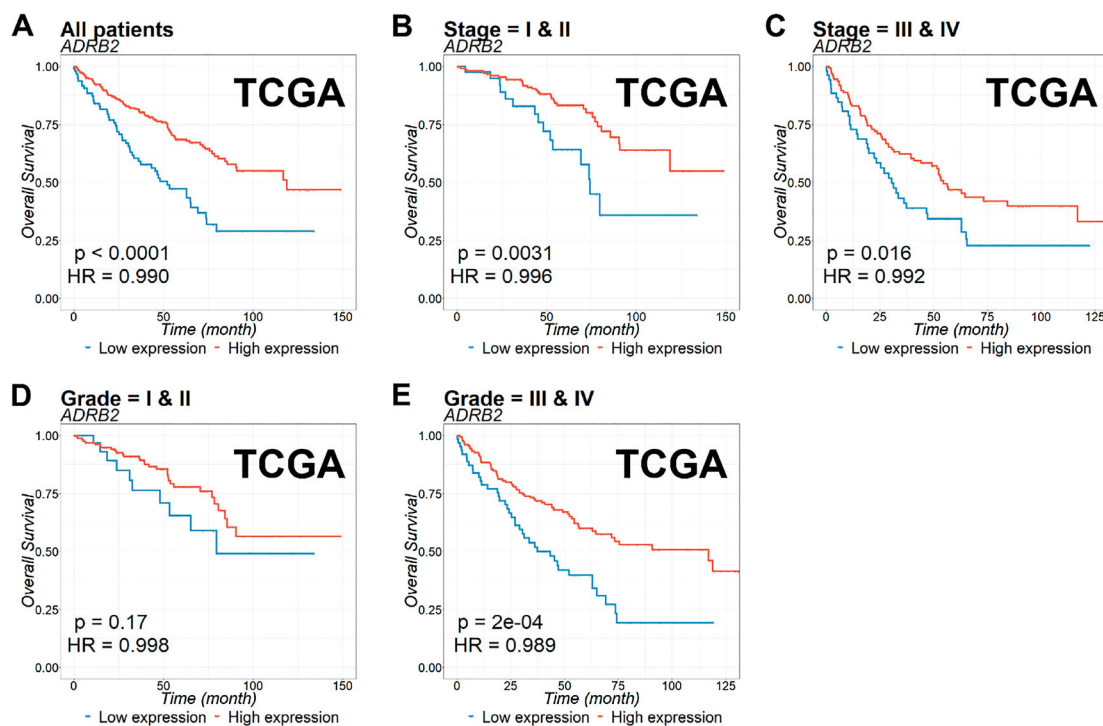 A All patients
ADRB2
TCGA
1.00
0.75
0.50
0.25
0.00
Overall Survival
p < 0.0001
HR = 0.990
0 50 100 150
Time (month)
Low expression High expression
B Stage = I & II
ADRB2
TCGA
1.00
0.75
0.50
0.25
0.00
Overall Survival
p = 0.0031
HR = 0.996
0 50 100 150
Time (month)
Low expression High expression
C Stage = III & IV
ADRB2
TCGA
1.00
0.75
0.50
0.25
0.00
Overall Survival
p = 0.016
HR = 0.992
0 25 50 75 100 125
Time (month)
Low expression High expression
D Grade = I & II
ADRB2
TCGA
1.00
0.75
0.50
0.25
0.00
Overall Survival
p = 0.17
HR = 0.998
0 50 100 150
Time (month)
Low expression High expression
E Grade = III & IV
ADRB2
TCGA
1.00
0.75
0.50
0.25
0.00
Overall Survival
p = 2e-04
HR = 0.989
0 25 50 75 100 125
Time (month)
Low expression High expression